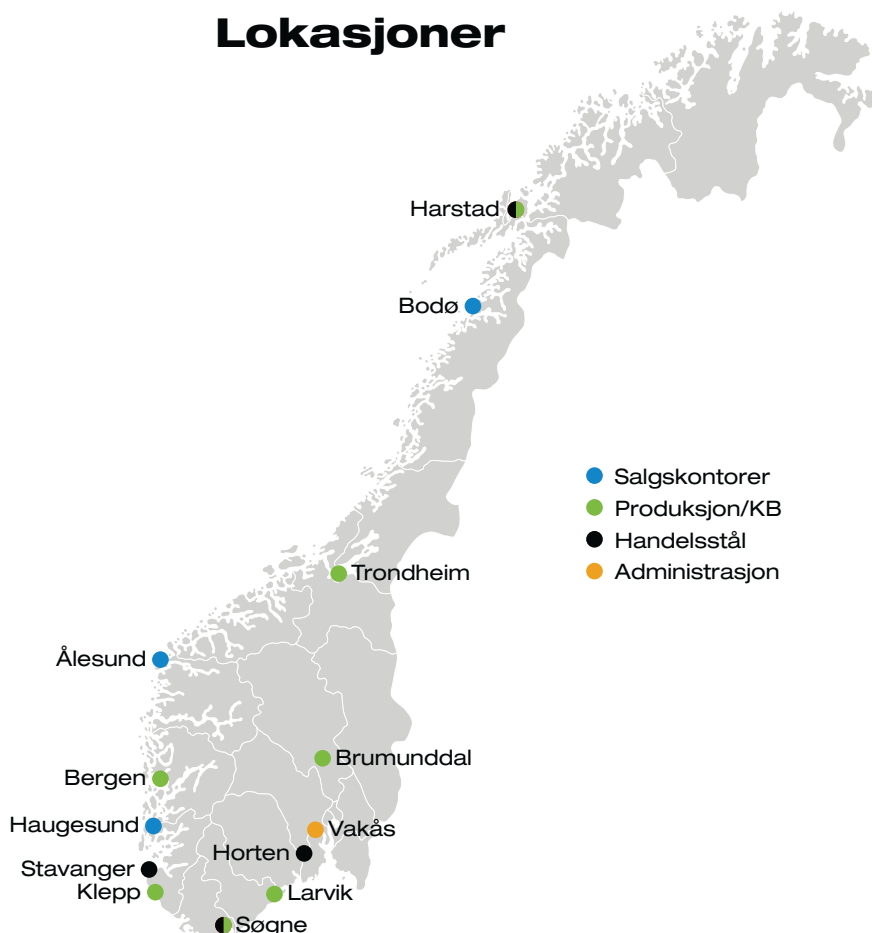 Lokasjoner
Harstad
Bodø
Salgskontorer
Produksjon/KB
Handelsstål
Administrasjon
Trondheim
Ålesund
Brumunddal
Bergen
Haugesund
Vakås
Horten
Stavanger
Klepp
Larvik
Søgne